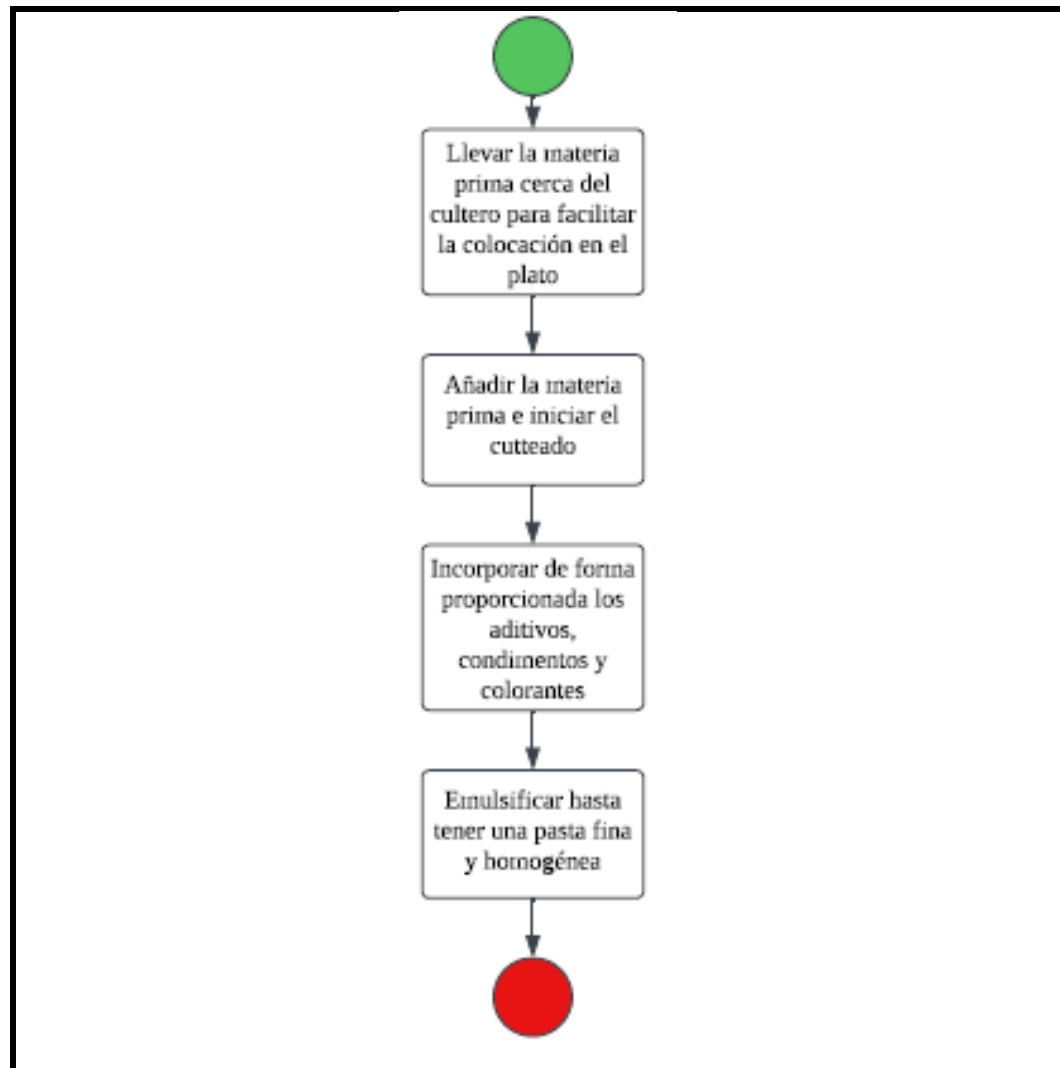 Llevar la materia
prima cerca del
cultero para facilitar
la colocación en el
plato
Añadir la materia
prima e iniciar el
cutteado
Incorporar de forma
proporcionada los
aditivos,
condimentos y
colorantes
Emulsificar hasta
tener una pasta fina
y homogénea